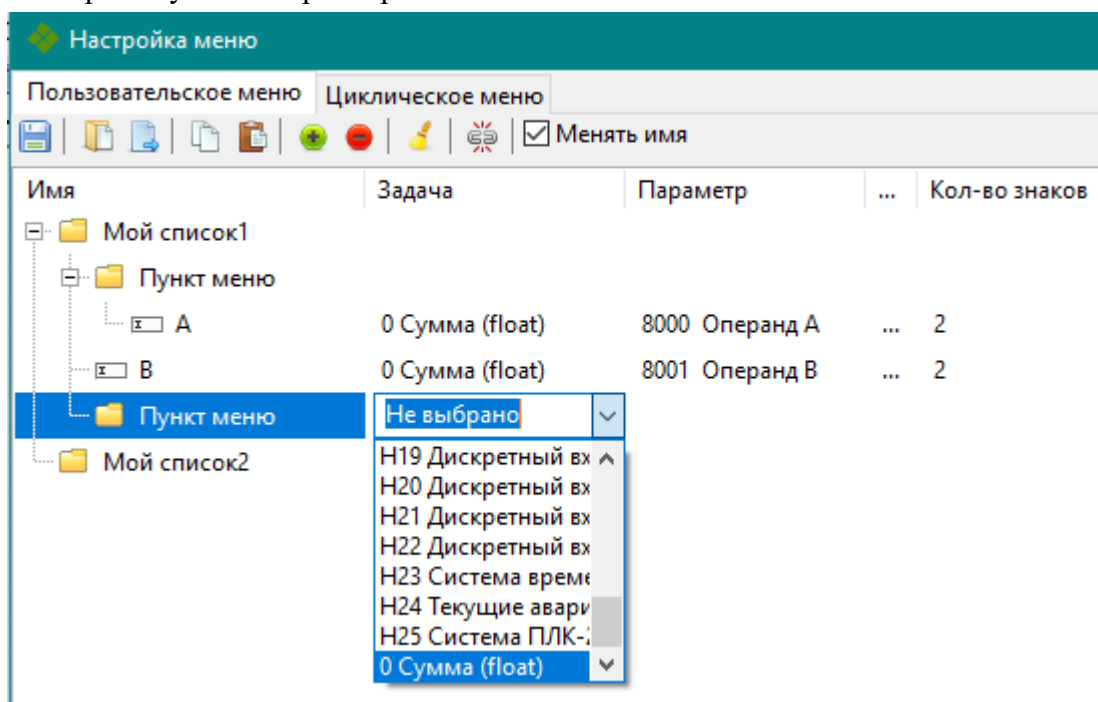 Настройка меню
Пользовательское меню Циклическое меню
Менять имя
Имя Задача Параметр ... Кол-во знаков
Мой список1
Пункт меню
A 0 Сумма (float) 8000 Операнд A ... 2
B 0 Сумма (float) 8001 Операнд B ... 2
Пункт меню Не выбрано
Мой список2
H19 Дискретный вх
H20 Дискретный вх
H21 Дискретный вх
H22 Дискретный вх
H23 Система време
H24 Текущие авари
H25 Система ПЛК-2
0 Сумма (float)